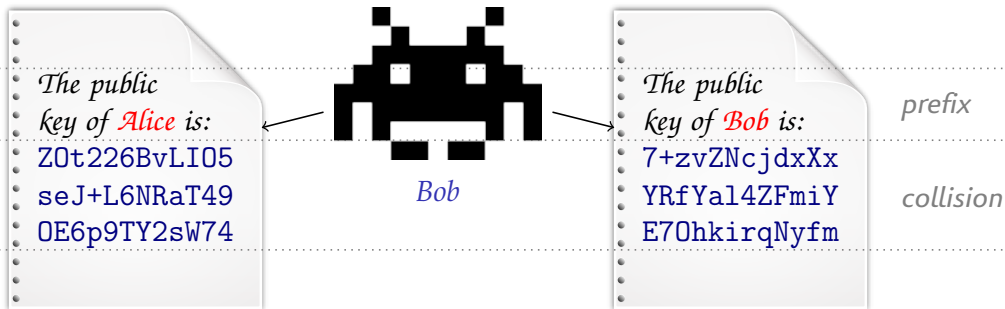 The public
key of Alice is:
ZOt226BvLIO5
seJ+L6NRaT49
OE6p9TY2sW74
Bob
The public
key of Bob is:
7+zvZNcjdxXx
YRfYal4ZFmiY
E7OhkirqNyfm
prefix
collision